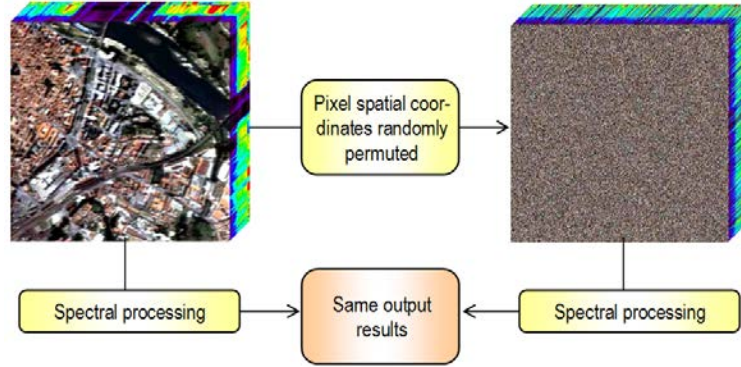 Pixel spatial coor-
dinates randomly
permuted
Spectral processing
Same output
results
Spectral processing